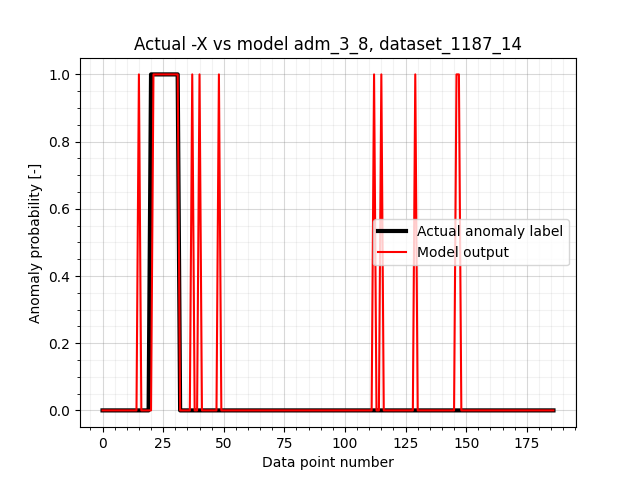 Actual -X vs model adm_3_8, dataset_1187_14
Anomaly probability [-]
1.0
0.8
0.6
0.4
0.2
0.0
Actual anomaly label
Model output
0 25 50 75 100 125 150 175
Data point number